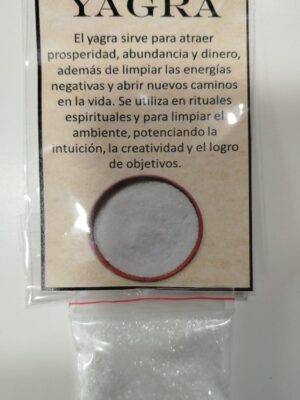 YAGRA
El yagra sirve para atraer
prosperidad, abundancia y dinero,
además de limpiar las energías
negativas y abrir nuevos caminos
en la vida. Se utiliza en rituales
espirituales y para limpiar el
ambiente, potenciando la
intuición, la creatividad y el logro
de objetivos.